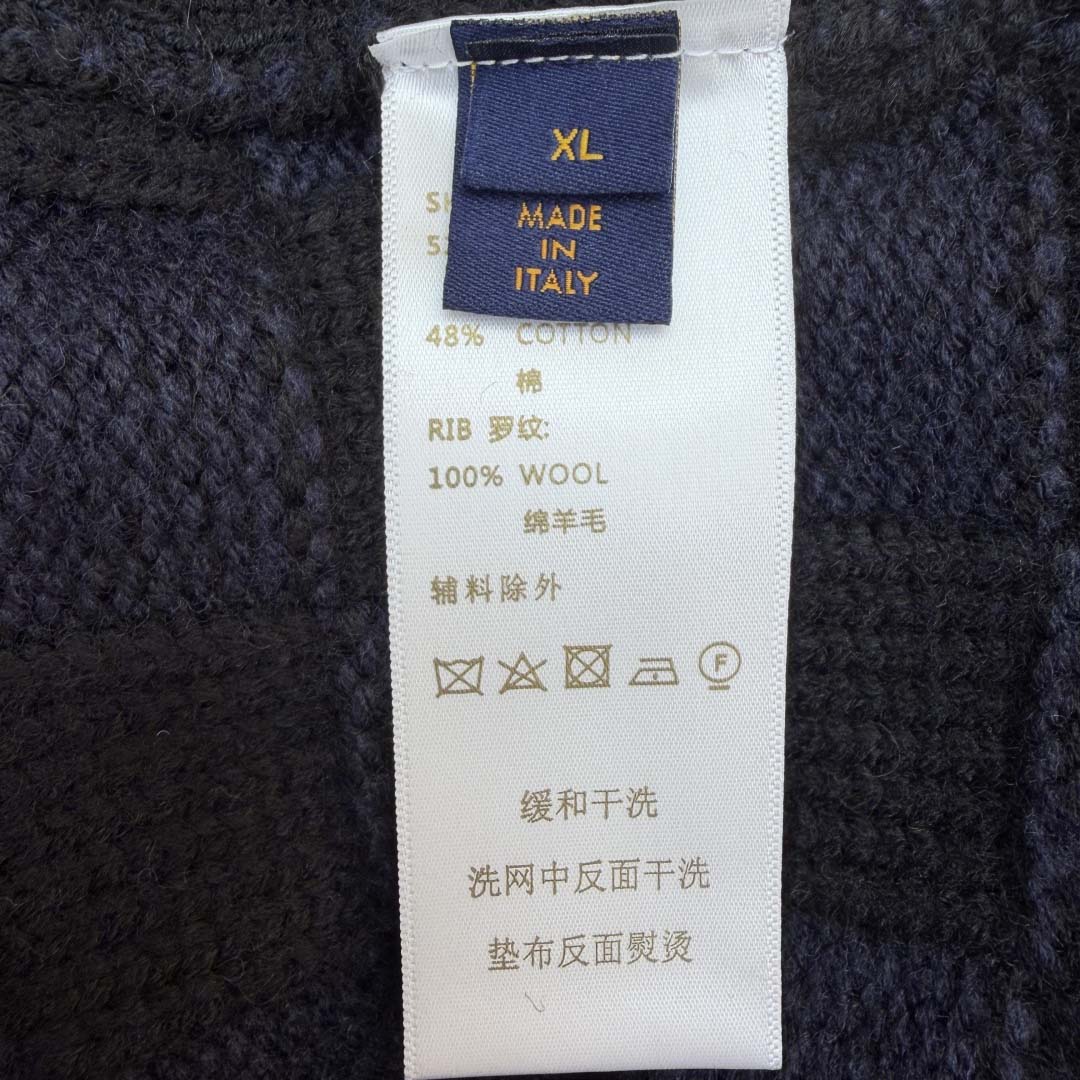 XL
MADE
IN
ITALY
48% COTTON
棉
RIB 罗纹:
100% WOOL
绵羊毛
辅料除外
F
缓和干洗
洗网中反面干洗
垫布反面熨烫